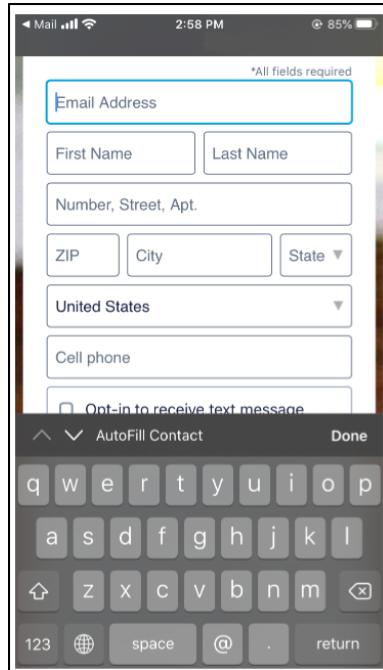 Mail 2:58 PM 85%
*All fields required
Email Address
First Name Last Name
Number, Street, Apt.
ZIP City State
United States
Cell phone
Opt-in to receive text message
AutoFill Contact Done
q w e r t y u i o p
a s d f g h j k l
z x c v b n m
123 space @ . return